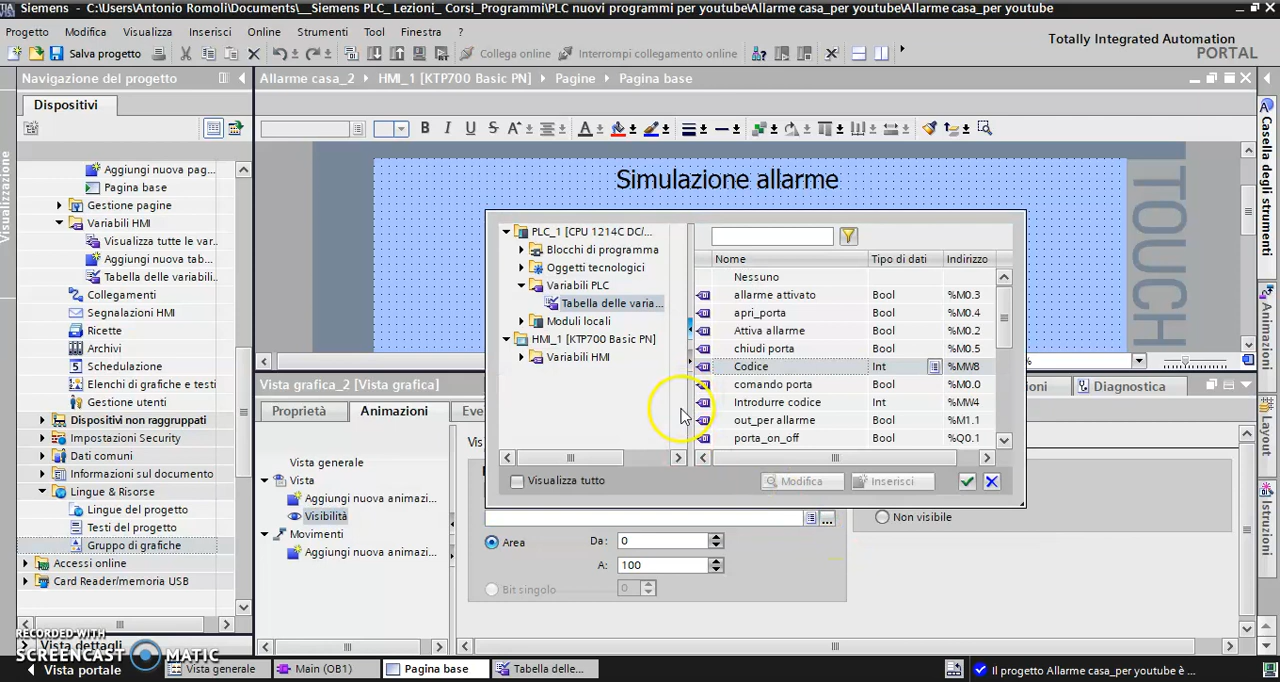 Siemens - C:\Users\Antonio Romoli\Documents\__Siemens PLC_ Lezioni_ Corsi_Programmi\PLC nuovi programmi per youtube\Allarme casa_per youtube\Allarme casa_per youtube
Progetto Modifica Visualizza Inserisci Online Strumenti Tool Finestra ?
Totally Integrated Automation
PORTAL
Salva progetto
Collega online
Interrompi collegamento online
Navigazione del progetto
Allarme casa_2 HMI_1 [KTP700 Basic PN] Pagine Pagina base
Dispositivi
Visualizzazione
Aggiungi nuova pag...
Pagina base
Gestione pagine
Variabili HMI
Visualizza tutte le var...
Aggiungi nuova tab...
Tabella delle variabili...
Collegamenti
Segnalazioni HMI
Ricette
Archivi
Schedulazione
Elenchi di grafiche e testi
Gestione utenti
Dispositivi non raggruppati
Impostazioni Security
Dati comuni
Informazioni sul documento
Lingue & Risorse
Lingue del progetto
Testi del progetto
Gruppo di grafiche
Accessi online
Card Reader/memoria USB
Vista dettagli
B I U S A
Simulazione allarme
TOUCH
PLC_1 [CPU 1214C DC/...
Blocchi di programma
Oggetti tecnologici
Variabili PLC
Tabella delle varia...
Moduli locali
HMI_1 [KTP700 Basic PN]
Variabili HMI
Nome Tipo di dati Indirizzo
Nessuno
allarme attivato Bool %M0.3
apri_porta Bool %M0.4
Attiva allarme Bool %M0.2
chiudi porta Bool %M0.5
Codice Int %MW8
comando porta Bool %M0.0
Introdurre codice Int %MW4
out_per allarme Bool %M1.1
porta_on_off Bool %Q0.1
Visualizza tutto
Modifica
Inserisci
Vista grafica_2 [Vista grafica]
Diagnostica
Proprietà Animazioni
Vista generale
Vista
Aggiungi nuova animazi...
Visibilità
Movimenti
Aggiungi nuova animazi...
Area Da: 0
A: 100
Bit singolo 0
Non visibile
Casella degli strumenti
Animazioni
Layout
Istruzioni
RECORDED WITH
SCREENCAST MATIC
Vista portale
Vista generale
Main (OB1)
Pagina base
Tabella delle...
Il progetto Allarme casa_per youtube è ...